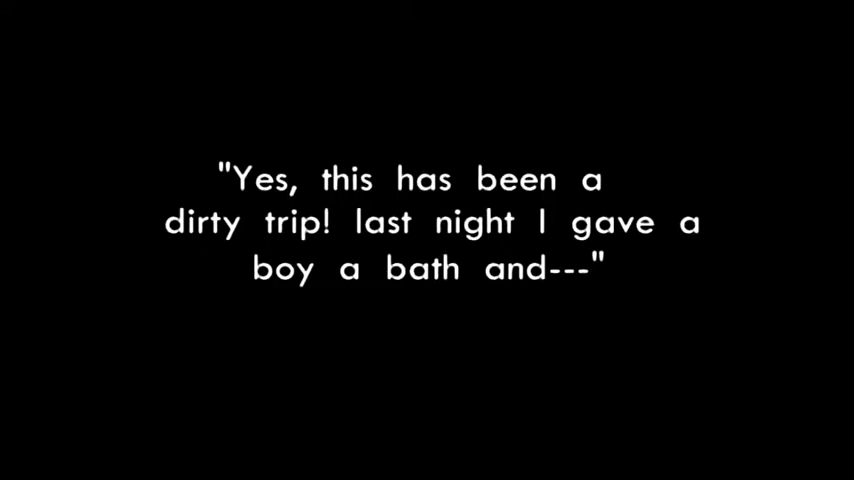 "Yes, this has been a
dirty trip! last night I gave a
boy a bath and---"